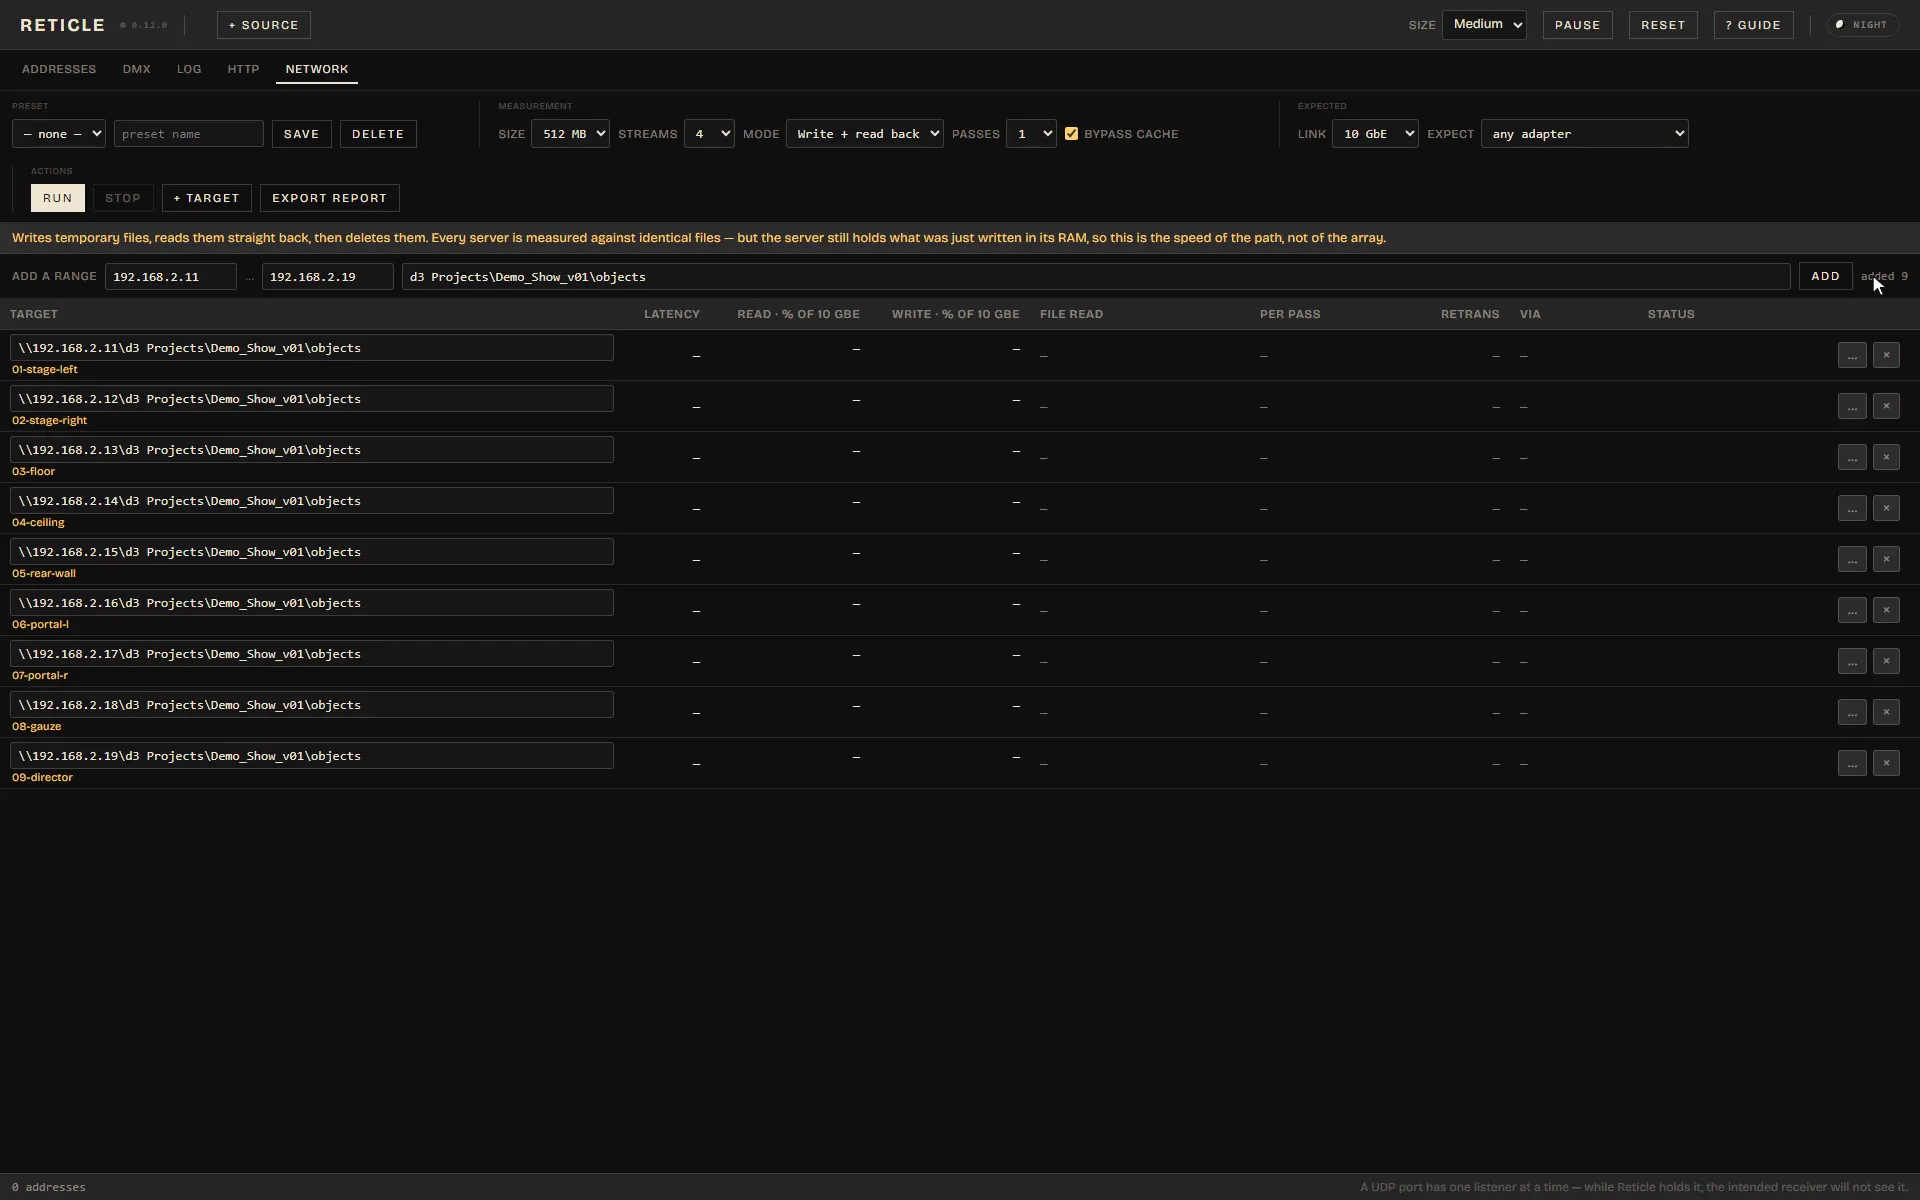 RETICLE 0.12.0 + SOURCE SIZE Medium PAUSE RESET ? GUIDE NIGHT
ADDRESSES DMX LOG HTTP NETWORK
PRESET MEASUREMENT EXPECTED
— none — preset name SAVE DELETE SIZE 512 MB STREAMS 4 MODE Write + read back PASSES 1 BYPASS CACHE LINK 10 GbE EXPECT any adapter
ACTIONS
RUN STOP + TARGET EXPORT REPORT
Writes temporary files, reads them straight back, then deletes them. Every server is measured against identical files — but the server still holds what was just written in its RAM, so this is the speed of the path, not of the array.
ADD A RANGE 192.168.2.11 … 192.168.2.19 d3 Projects\Demo_Show_v01\objects ADD added 9
TARGET LATENCY READ · % OF 10 GBE WRITE · % OF 10 GBE FILE READ PER PASS RETRANS VIA STATUS
\\192.168.2.11\d3 Projects\Demo_Show_v01\objects — — — — — — — … ×
01-stage-left
\\192.168.2.12\d3 Projects\Demo_Show_v01\objects — — — — — — — … ×
02-stage-right
\\192.168.2.13\d3 Projects\Demo_Show_v01\objects — — — — — — — … ×
03-floor
\\192.168.2.14\d3 Projects\Demo_Show_v01\objects — — — — — — — … ×
04-ceiling
\\192.168.2.15\d3 Projects\Demo_Show_v01\objects — — — — — — — … ×
05-rear-wall
\\192.168.2.16\d3 Projects\Demo_Show_v01\objects — — — — — — — … ×
06-portal-l
\\192.168.2.17\d3 Projects\Demo_Show_v01\objects — — — — — — — … ×
07-portal-r
\\192.168.2.18\d3 Projects\Demo_Show_v01\objects — — — — — — — … ×
08-gauze
\\192.168.2.19\d3 Projects\Demo_Show_v01\objects — — — — — — — … ×
09-director
0 addresses A UDP port has one listener at a time — while Reticle holds it, the intended receiver will not see it.